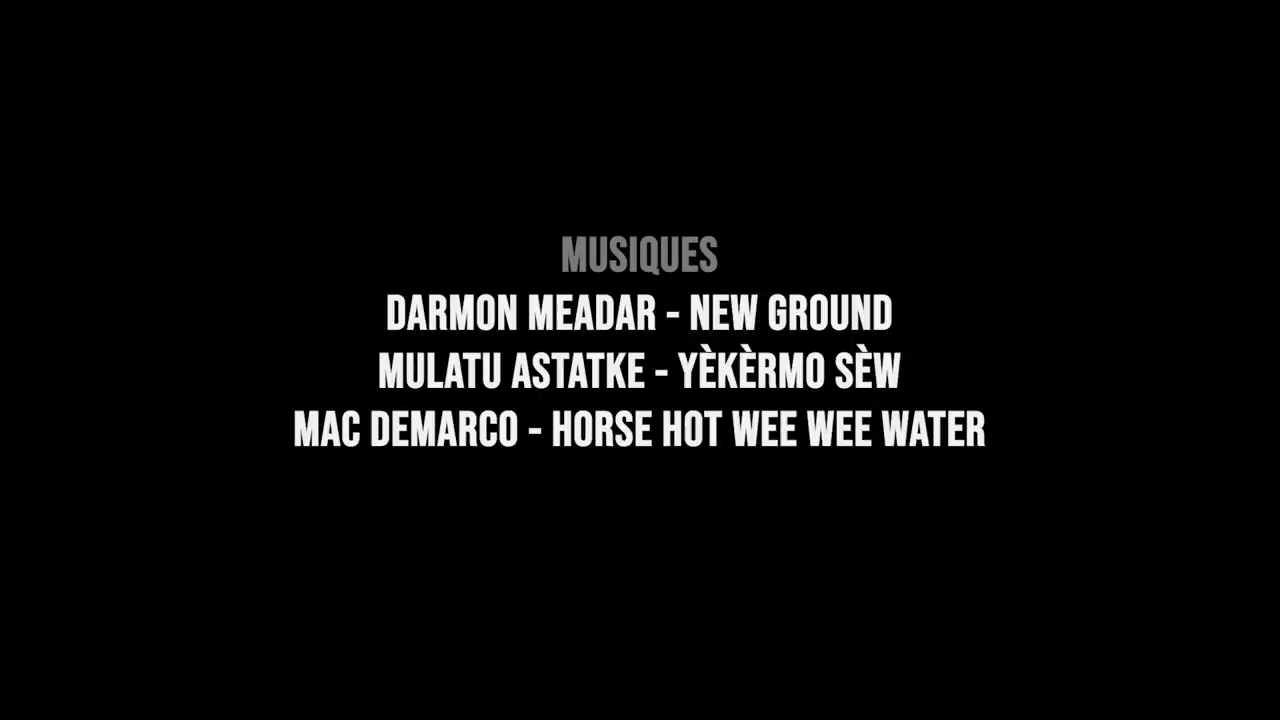 MUSIQUES
DARMON MEADAR - NEW GROUND
MULATU ASTATKE - YÈKÈRMO SÈW
MAC DEMARCO - HORSE HOT WEE WEE WATER